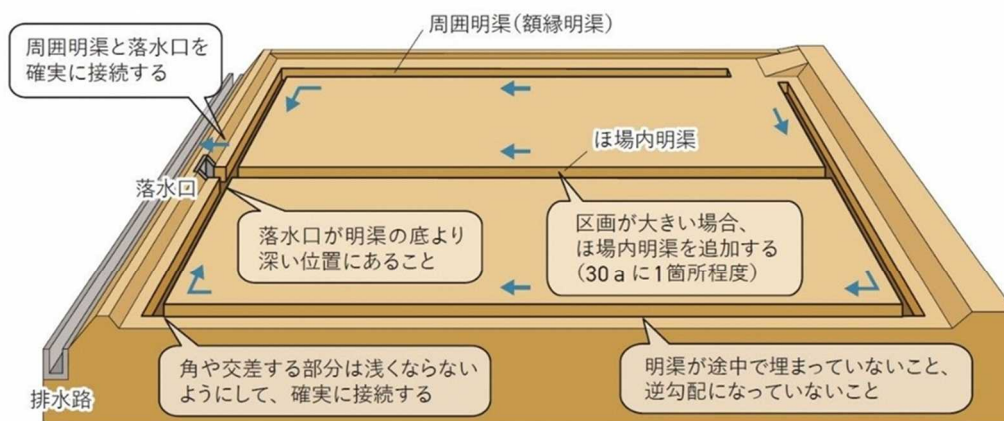 周囲明渠（額縁明渠）
周囲明渠と落水口を
確実に接続する
ほ場内明渠
落水口
落水口が明渠の底より
深い位置にあること
区画が大きい場合、
ほ場内明渠を追加する
（30aに1箇所程度）
角や交差する部分は浅くならない
ようにして、確実に接続する
明渠が途中で埋まっていないこと、
逆勾配になっていないこと
排水路